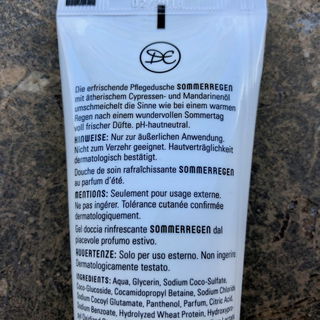 DC
Die erfrischende Pflegedusche SOMMERREGEN
mit ätherischem Cypressen- und Mandarinenöl
umschmeichelt die Sinne wie bei einem warmen
Regen nach einem wundervollen Sommertag
voll frischer Düfte. pH-hautneutral.
HINWEISE: Nur zur äußerlichen Anwendung.
Nicht zum Verzehr geeignet. Hautverträglichkeit
dermatologisch bestätigt.
Douche de soin rafraîchissante SOMMERREGEN
au parfum d'été.
MENTIONS: Seulement pour usage externe.
Ne pas ingérer. Tolérance cutanée confirmée
dermatologiquement.
Gel doccia rinfrescante SOMMERREGEN dal
piacevole profumo estivo.
AVVERTENZE: Solo per uso esterno. Non ingerire.
Dermatologicamente testato.
INGREDIENTS: Aqua, Glycerin, Sodium Coco-Sulfate,
Coco-Glucoside, Cocamidopropyl Betaine, Sodium Chloride,
Sodium Cocoyl Glutamate, Panthenol, Parfum, Citric Acid,
Sodium Benzoate, Hydrolyzed Wheat Protein, Hydroxypro